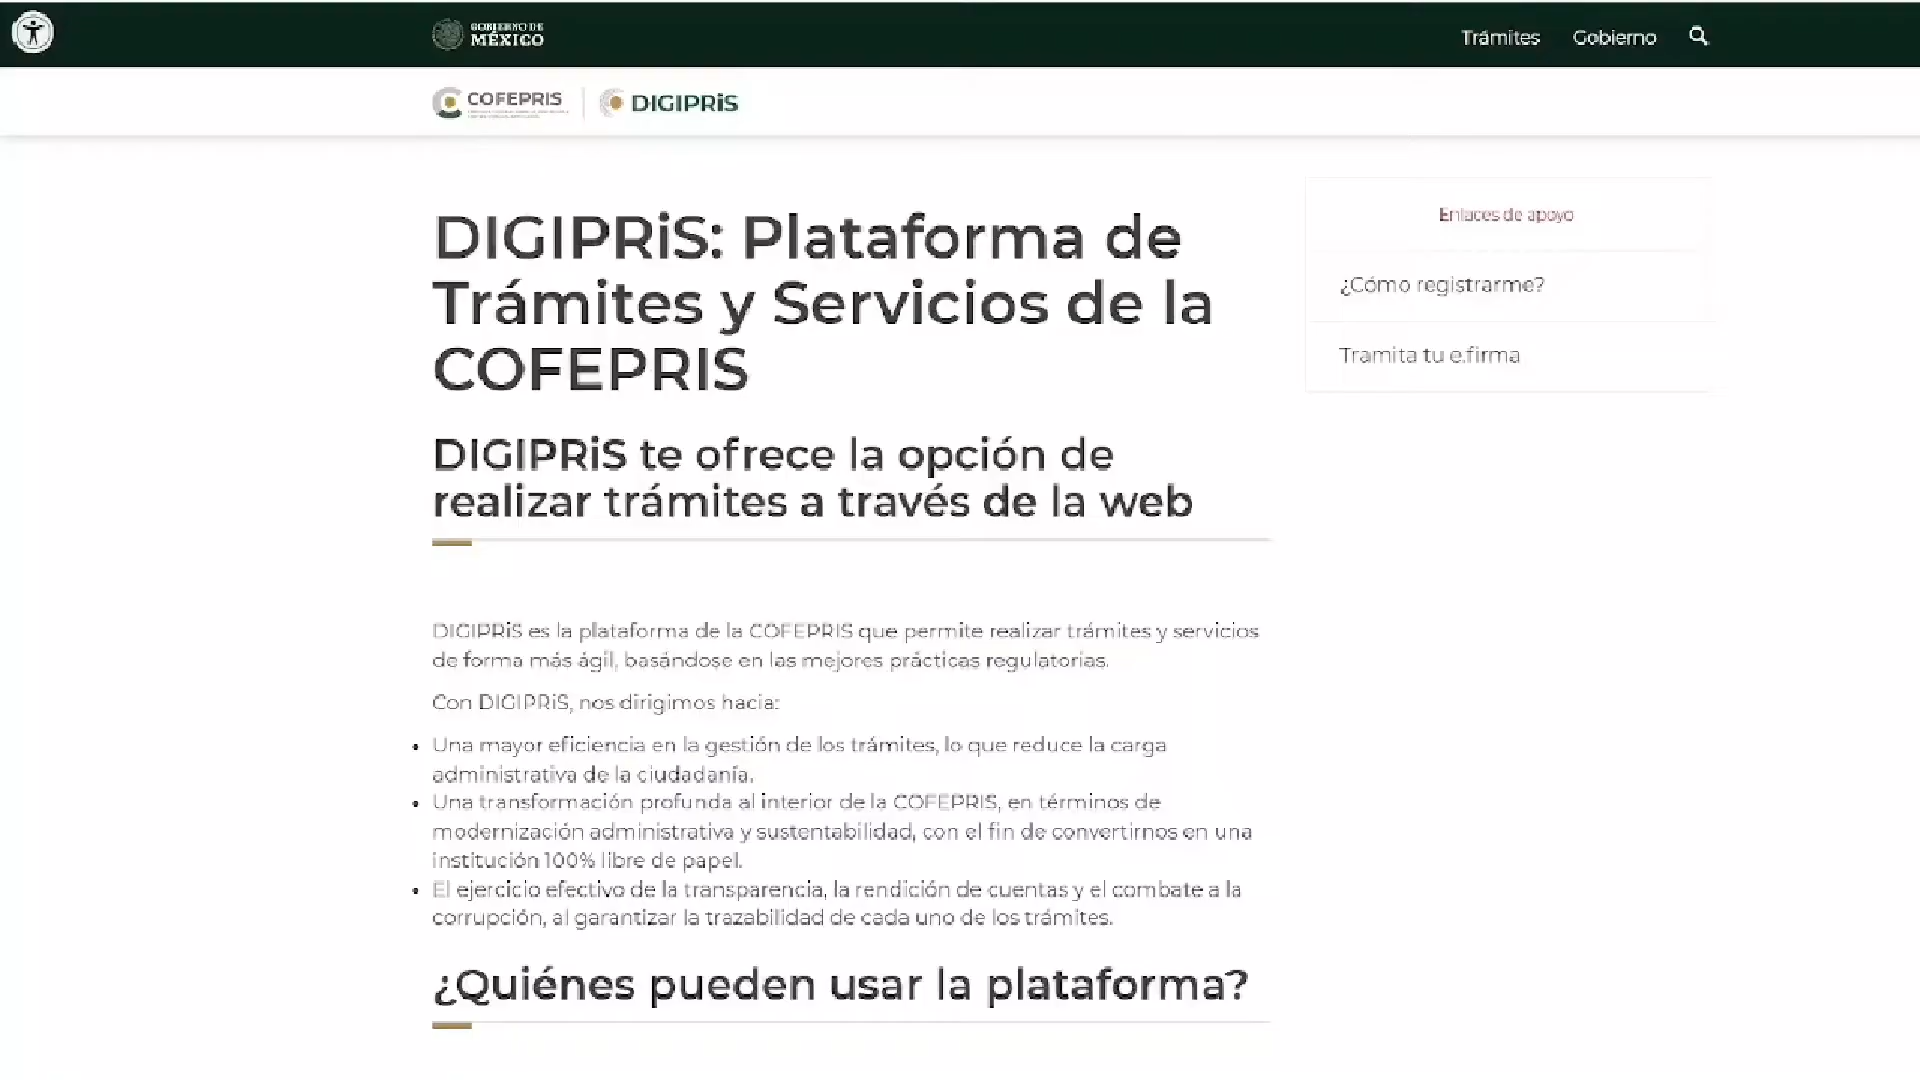 GOBIERNO DE
MÉXICO
Trámites
Gobierno
COFEPRIS
DIGIPRiS
DIGIPRiS: Plataforma de
Trámites y Servicios de la
COFEPRIS
Enlaces de apoyo
¿Cómo registrarme?
Tramita tu e.firma
DIGIPRiS te ofrece la opción de
realizar trámites a través de la web
DIGIPRiS es la plataforma de la COFEPRIS que permite realizar trámites y servicios
de forma más ágil, basándose en las mejores prácticas regulatorias.
Con DIGIPRiS, nos dirigimos hacia:
• Una mayor eficiencia en la gestión de los trámites, lo que reduce la carga
administrativa de la ciudadanía.
• Una transformación profunda al interior de la COFEPRIS, en términos de
modernización administrativa y sustentabilidad, con el fin de convertirnos en una
institución 100% libre de papel.
• El ejercicio efectivo de la transparencia, la rendición de cuentas y el combate a la
corrupción, al garantizar la trazabilidad de cada uno de los trámites.
¿Quiénes pueden usar la plataforma?